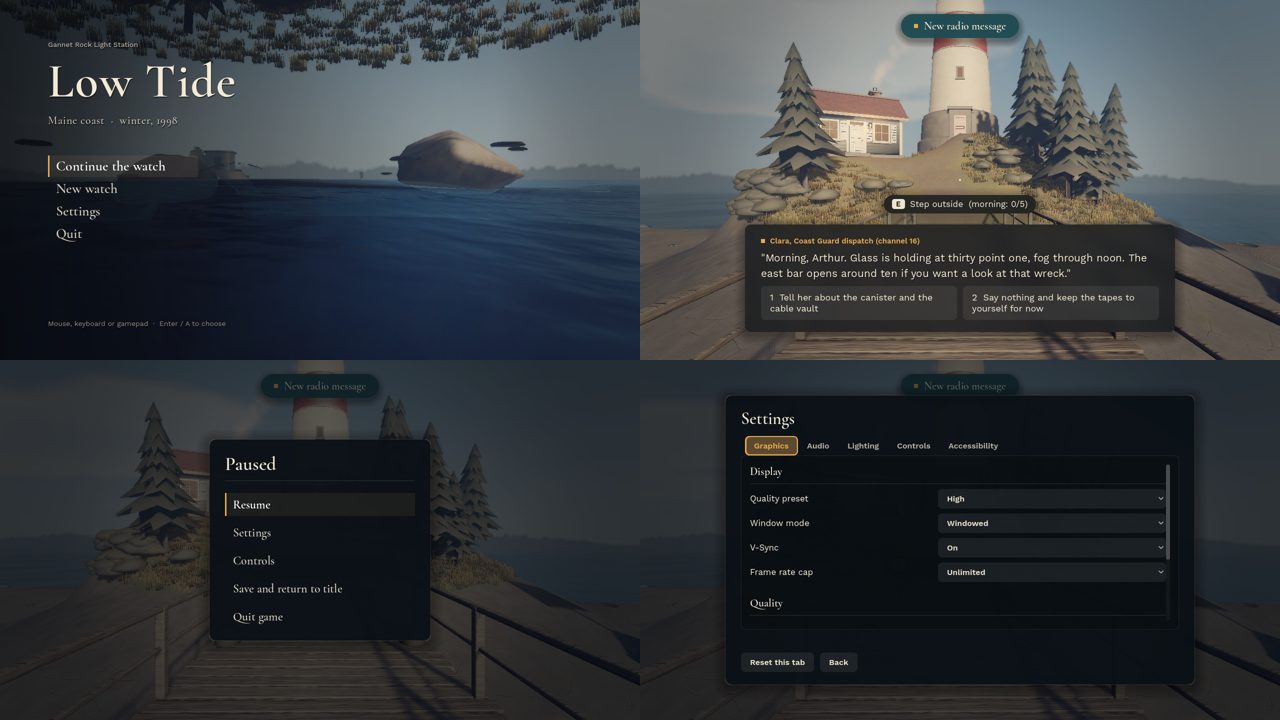 Gannet Rock Light Station
Low Tide
Maine coast · winter, 1998
Continue the watch
New watch
Settings
Quit
Mouse, keyboard or gamepad · Enter / A to choose
New radio message
E Step outside (morning: 0/5)
Clara, Coast Guard dispatch (channel 16)
"Morning, Arthur. Glass is holding at thirty point one, fog through noon. The
east bar opens around ten if you want a look at that wreck."
1 Tell her about the canister and the
cable vault
2 Say nothing and keep the tapes to
yourself for now
New radio message
Paused
Resume
Settings
Controls
Save and return to title
Quit game
New radio message
Settings
Graphics Audio Lighting Controls Accessibility
Display
Quality preset High
Window mode Windowed
V-Sync On
Frame rate cap Unlimited
Quality
Reset this tab Back